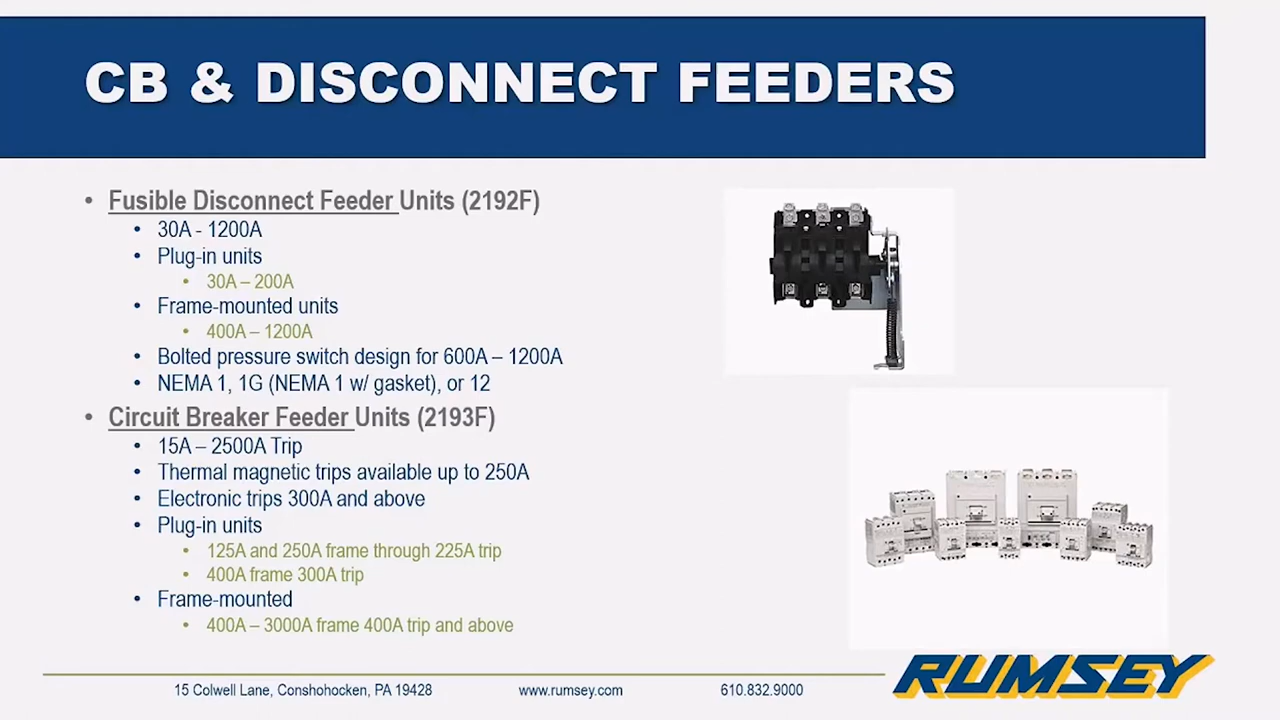 CB & DISCONNECT FEEDERS
• Fusible Disconnect Feeder Units (2192F)
• 30A - 1200A
• Plug-in units
• 30A – 200A
• Frame-mounted units
• 400A – 1200A
• Bolted pressure switch design for 600A – 1200A
• NEMA 1, 1G (NEMA 1 w/ gasket), or 12
• Circuit Breaker Feeder Units (2193F)
• 15A – 2500A Trip
• Thermal magnetic trips available up to 250A
• Electronic trips 300A and above
• Plug-in units
• 125A and 250A frame through 225A trip
• 400A frame 300A trip
• Frame-mounted
• 400A – 3000A frame 400A trip and above
15 Colwell Lane, Conshohocken, PA 19428 www.rumsey.com 610.832.9000
RUMSEY